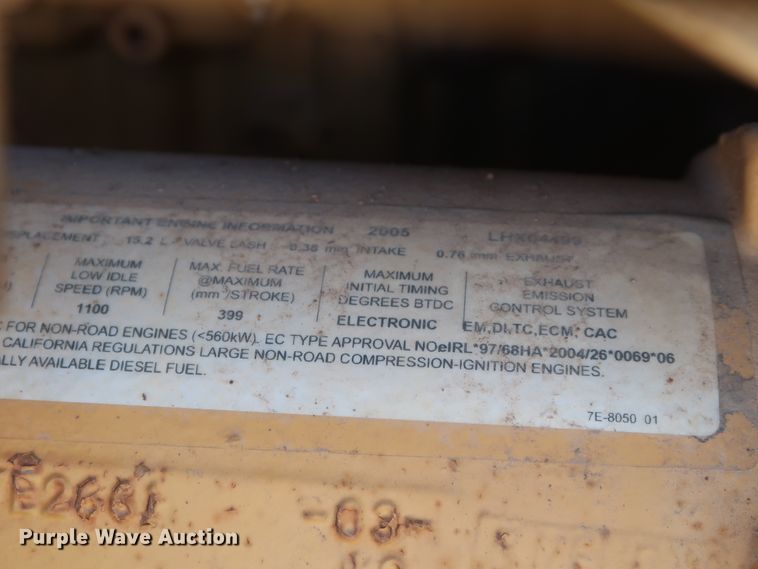 IMPORTANT ENGINE INFORMATION 2005 LHX04499
PLACEMENT 15.2 L VALVE LASH 0.38 mm INTAKE 0.76 mm EXHAUST
MAXIMUM LOW IDLE SPEED (RPM) 1100
MAX. FUEL RATE @MAXIMUM (mm³/STROKE) 399
MAXIMUM INITIAL TIMING DEGREES BTDC ELECTRONIC
EXHAUST EMISSION CONTROL SYSTEM EM,DI,TC,ECM, CAC
C FOR NON-ROAD ENGINES (<560kW). EC TYPE APPROVAL NOeIRL*97/68HA*2004/26*0069*06
CALIFORNIA REGULATIONS LARGE NON-ROAD COMPRESSION-IGNITION ENGINES.
ALLY AVAILABLE DIESEL FUEL.
7E-8050 01
E2661
-03-
Purple Wave Auction